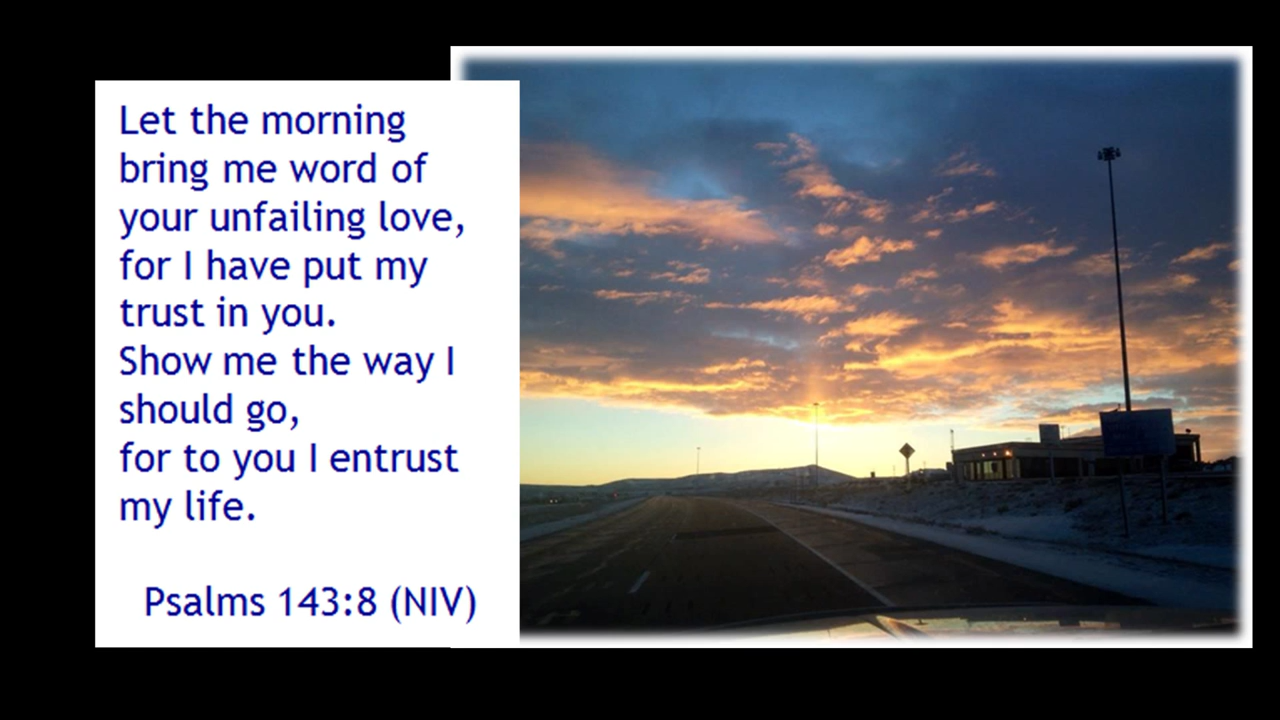 Let the morning
bring me word of
your unfailing love,
for I have put my
trust in you.
Show me the way I
should go,
for to you I entrust
my life.
Psalms 143:8 (NIV)